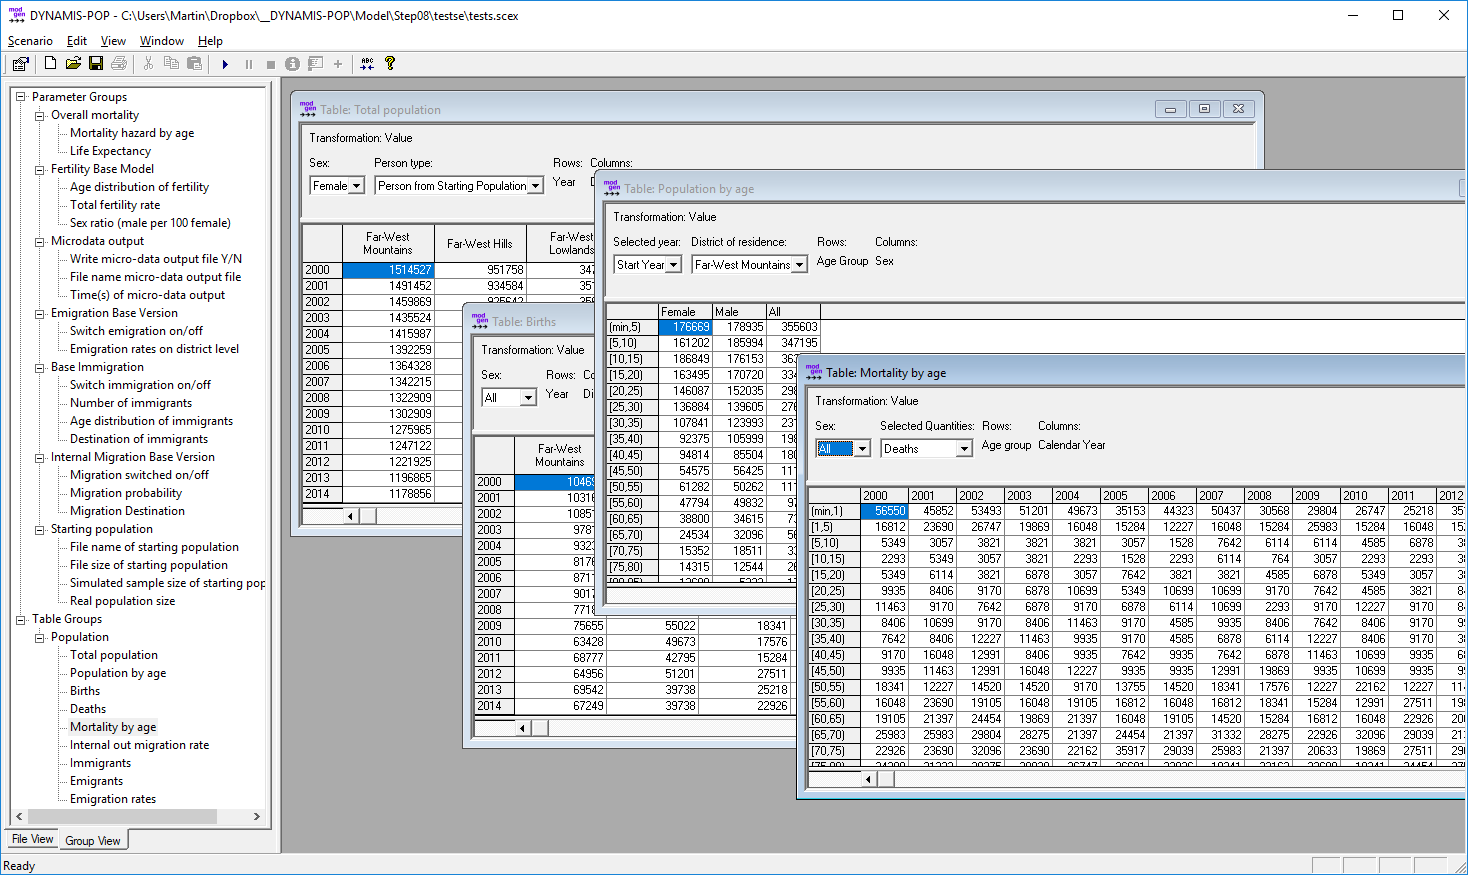 DYNAMIS-POP - C:\Users\Martin\Dropbox\__DYNAMIS-POP\Model\Step08\testse\tests.scex
Scenario Edit View Window Help
Parameter Groups
Overall mortality
Mortality hazard by age
Life Expectancy
Fertility Base Model
Age distribution of fertility
Total fertility rate
Sex ratio (male per 100 female)
Microdata output
Write micro-data output file Y/N
File name micro-data output file
Time(s) of micro-data output
Emigration Base Version
Switch emigration on/off
Emigration rates on district level
Base Immigration
Switch immigration on/off
Number of immigrants
Age distribution of immigrants
Destination of immigrants
Internal Migration Base Version
Migration switched on/off
Migration probability
Migration Destination
Starting population
File name of starting population
File size of starting population
Simulated sample size of starting pop
Real population size
Table Groups
Population
Total population
Population by age
Births
Deaths
Mortality by age
Internal out migration rate
Immigrants
Emigrants
Emigration rates
File View Group View
Ready
mod gen
Table: Total population
Transformation: Value
Sex: Person type: Rows: Columns:
Female Person from Starting Population Year
Far-West Mountains Far-West Hills Far-West Lowlands
2000 1514527 951758 347
2001 1491452 934584 351
2002 1459869 925642
2003 1435524
2004 1415987
2005 1392259
2006 1364328
2007 1342215
2008 1322909
2009 1302909
2010 1275965
2011 1247122
2012 1221925
2013 1196865
2014 1178856
mod gen
Table: Births
Transformation: Value
Sex: Rows: Co
All Year Di
Far-West Mountains
2000 1046
2001 10316
2002 1085
2003 9781
2004 932
2005 8176
2006 8711
2007 9017
2008 7718
2009 75655 55022 18341
2010 63428 49673 17576
2011 68777 42795 15284
2012 64956 51201 27511
2013 69542 39738 25218
2014 67249 39738 22926
mod gen
Table: Population by age
Transformation: Value
Selected year: District of residence: Rows: Columns:
Start Year Far-West Mountains Age Group Sex
Female Male All
(min,5) 176669 178935 355603
[5,10) 161202 185994 347195
[10,15) 186849 176153 36
[15,20) 163495 170720 334
[20,25) 146087 152035 298
[25,30) 136884 139605 276
[30,35) 107841 123993 231
[35,40) 92375 105999 198
[40,45) 94814 85504 180
[45,50) 54575 56425 11
[50,55) 61282 50262 11
[55,60) 47794 49832 97
[60,65) 38800 34615 73
[65,70) 24534 32096 56
[70,75) 15352 18511 33
[75,80) 14315 12544 26
mod gen
Table: Mortality by age
Transformation: Value
Sex: Selected Quantities: Rows: Columns:
All Deaths Age group Calendar Year
2000 2001 2002 2003 2004 2005 2006 2007 2008 2009 2010 2011 2012
(min,1) 56550 45852 53493 51201 49673 35153 44323 50437 30568 29804 26747 25218 35
[1,5) 16812 23690 26747 19869 16048 15284 12227 16048 15284 25983 15284 16048 15
[5,10) 5349 5349 3057 3821 3821 3057 1528 7642 6114 6114 4585 6878 38
[10,15) 2293 5349 3057 3821 2293 1528 2293 6114 764 3057 2293 2293 38
[15,20) 5349 6114 3821 6878 3057 7642 3821 3821 4585 6878 5349 3057 38
[20,25) 9935 8406 9170 6878 10699 5349 10699 10699 9170 7642 4585 3821 84
[25,30) 11463 9170 7642 6878 9170 6878 6114 10699 2293 9170 12227 9170 84
[30,35) 8406 10699 9170 8406 11463 9170 4585 9935 8406 7642 8406 9170 99
[35,40) 7642 8406 12227 11463 9935 9170 4585 6878 6114 12227 8406 9170 38
[40,45) 9170 16048 12991 8406 9935 7642 9935 7642 6878 11463 10699 9935 68
[45,50) 9935 11463 12991 16048 12227 9935 9935 12991 19869 9935 10699 9935 99
[50,55) 18341 12227 14520 14520 9170 13755 14520 18341 17576 12227 22162 12227 11
[55,60) 16048 23690 19105 16048 19105 16812 16048 16812 18341 15284 12991 27511 19
[60,65) 19105 21397 24454 19869 21397 16048 19105 14520 15284 16812 16048 22926 20
[65,70) 25983 25983 29804 28275 21397 24454 21397 31332 28275 22926 32096 29039 21
[70,75) 22926 23690 32096 23690 22162 35917 29039 25983 21397 20633 19869 27511 29